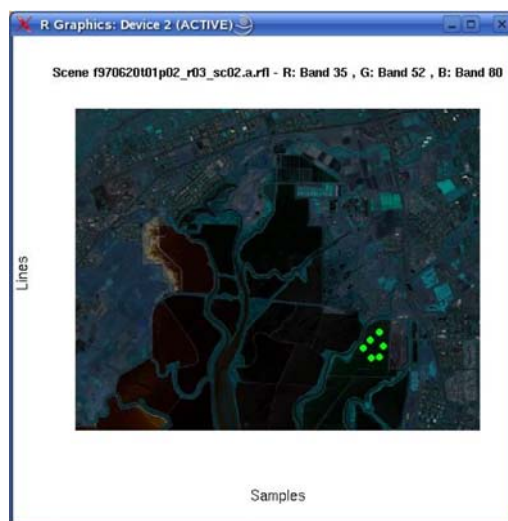 R Graphics: Device 2 (ACTIVE)
Scene f970620t01p02_r03_sc02.a.rfl - R: Band 35 , G: Band 52 , B: Band 80
Lines
Samples